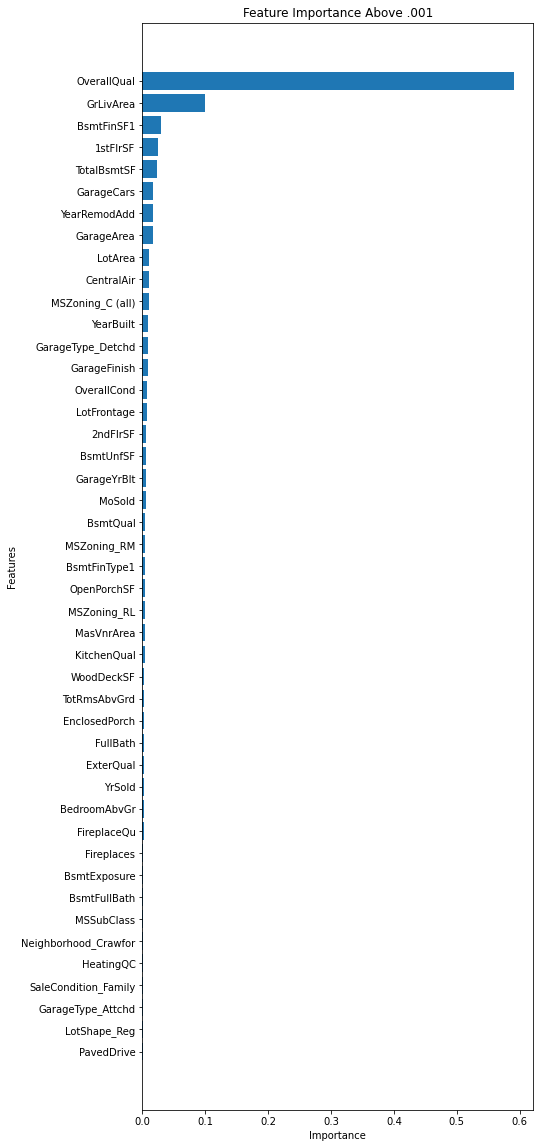 Feature Importance Above .001
OverallQual
GrLivArea
BsmtFinSF1
1stFlrSF
TotalBsmtSF
GarageCars
YearRemodAdd
GarageArea
LotArea
CentralAir
MSZoning_C (all)
YearBuilt
GarageType_Detchd
GarageFinish
OverallCond
LotFrontage
2ndFlrSF
BsmtUnfSF
GarageYrBlt
MoSold
BsmtQual
MSZoning_RM
BsmtFinType1
OpenPorchSF
MSZoning_RL
MasVnrArea
KitchenQual
WoodDeckSF
TotRmsAbvGrd
EnclosedPorch
FullBath
ExterQual
YrSold
BedroomAbvGr
FireplaceQu
Fireplaces
BsmtExposure
BsmtFullBath
MSSubClass
Neighborhood_Crawfor
HeatingQC
SaleCondition_Family
GarageType_Attchd
LotShape_Reg
PavedDrive
Features
0.0 0.1 0.2 0.3 0.4 0.5 0.6
Importance